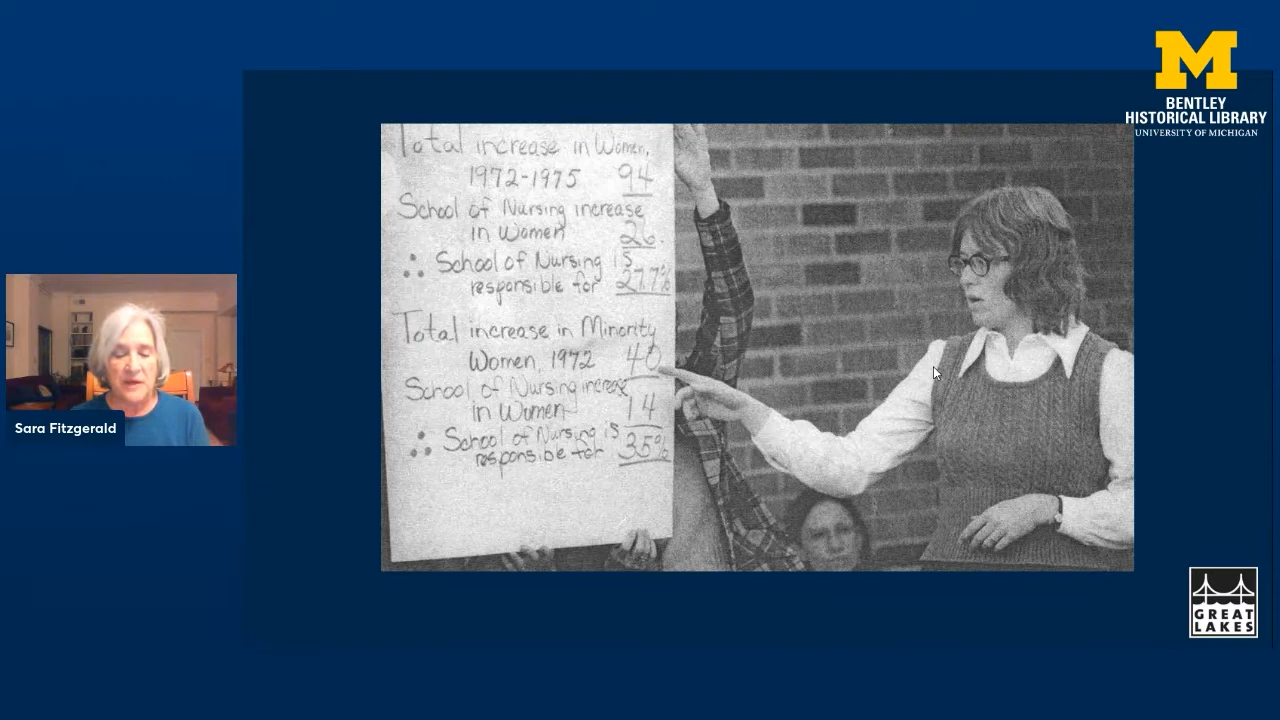 Total increase in Women,
1972-1975 94
School of Nursing increase
in Women 26.
∴ School of Nursing is
responsible for 27.7%
Total increase in Minority
Women, 1972 40
School of Nursing increase
in Women 14
∴ School of Nursing is
responsible for 35%
Sara Fitzgerald
M
BENTLEY
HISTORICAL LIBRARY
UNIVERSITY OF MICHIGAN
GREAT
LAKES